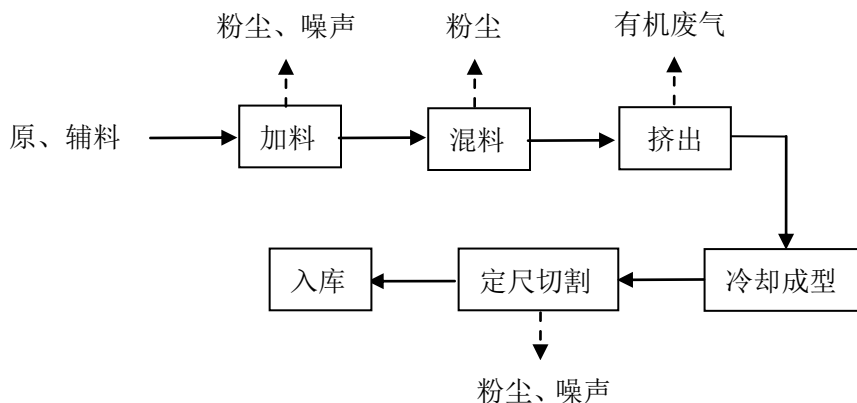 粉尘、噪声
粉尘
有机废气
原、辅料
加料
混料
挤出
冷却成型
定尺切割
入库
粉尘、噪声